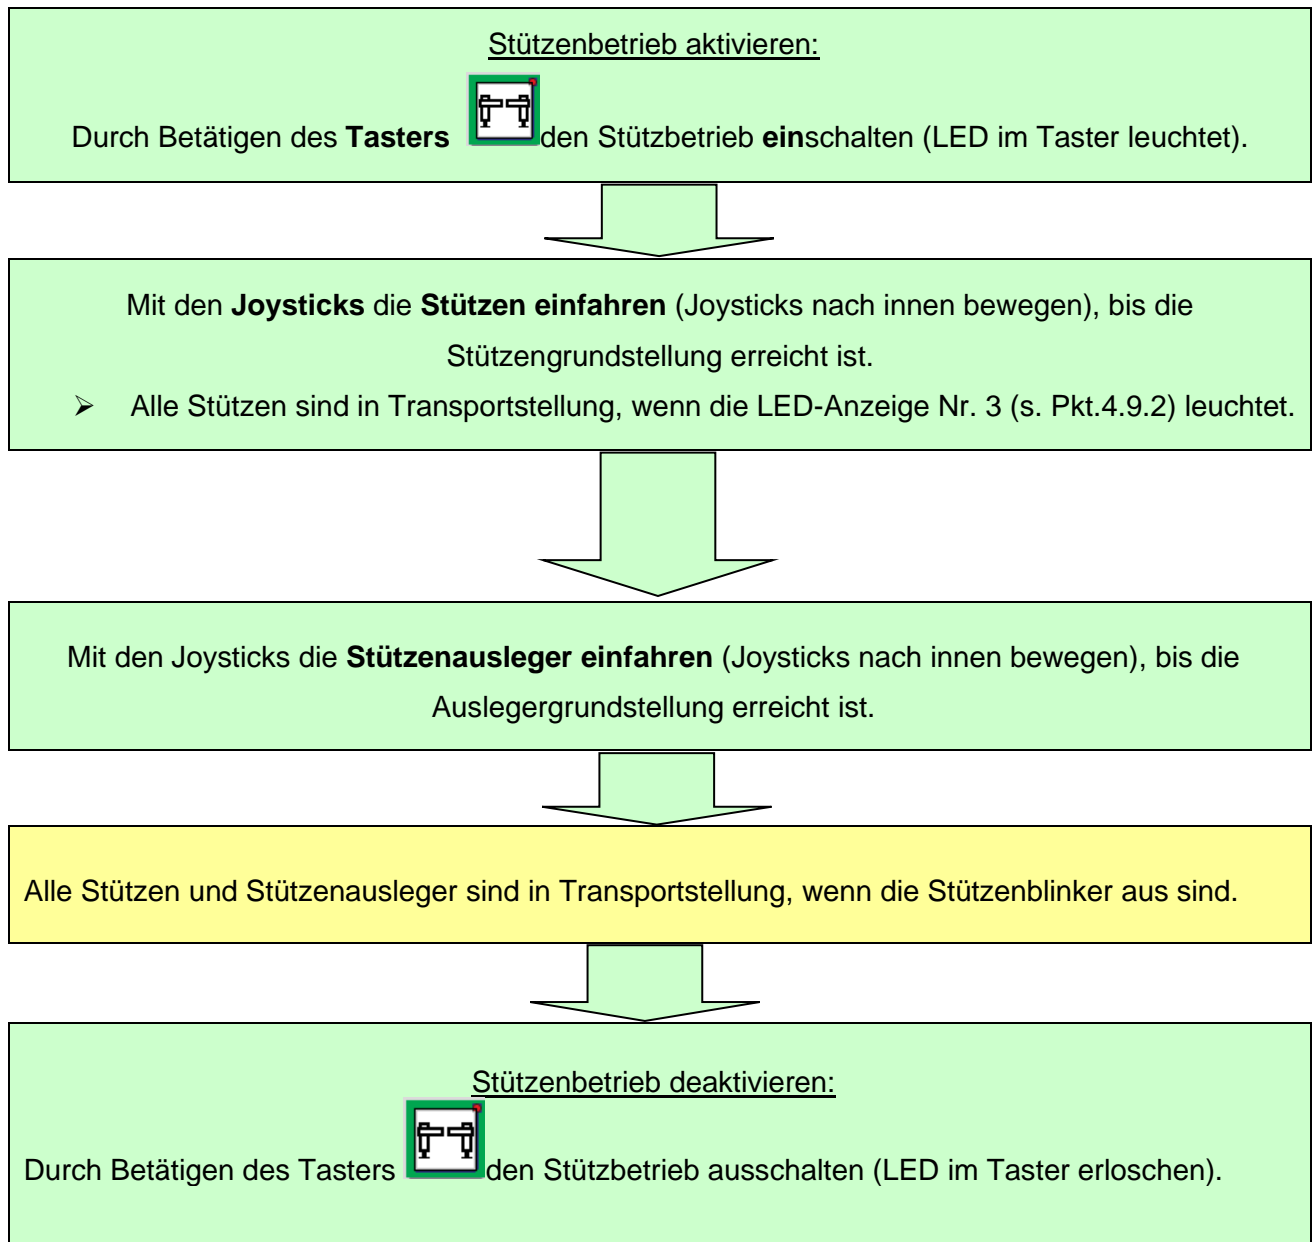 Stützenbetrieb aktivieren:
Durch Betätigen des Tasters den Stützbetrieb einschalten (LED im Taster leuchtet).
Mit den Joysticks die Stützen einfahren (Joysticks nach innen bewegen), bis die
Stützengrundstellung erreicht ist.
➢ Alle Stützen sind in Transportstellung, wenn die LED-Anzeige Nr. 3 (s. Pkt.4.9.2) leuchtet.
Mit den Joysticks die Stützenausleger einfahren (Joysticks nach innen bewegen), bis die
Auslegergrundstellung erreicht ist.
Alle Stützen und Stützenausleger sind in Transportstellung, wenn die Stützenblinker aus sind.
Stützenbetrieb deaktivieren:
Durch Betätigen des Tasters den Stützbetrieb ausschalten (LED im Taster erloschen).